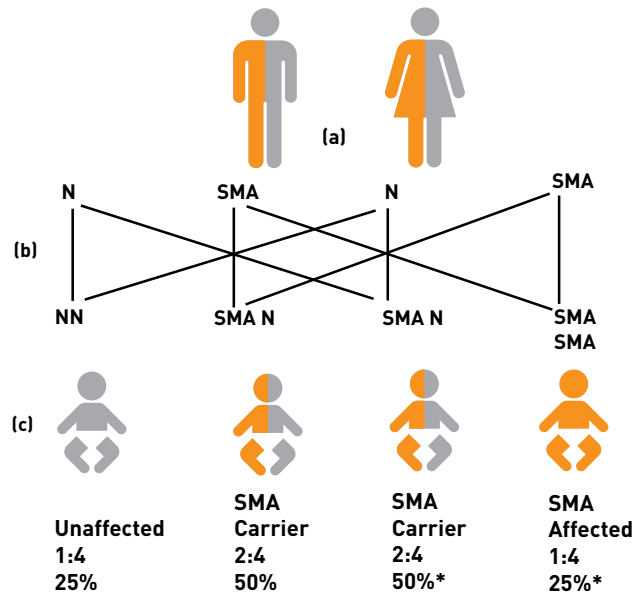 (a)
N SMA N SMA
(b)
NN SMA N SMA N SMA
SMA
(c)
SMA SMA SMA
Unaffected Carrier Carrier Affected
1:4 2:4 2:4 1:4
25% 50% 50%* 25%*